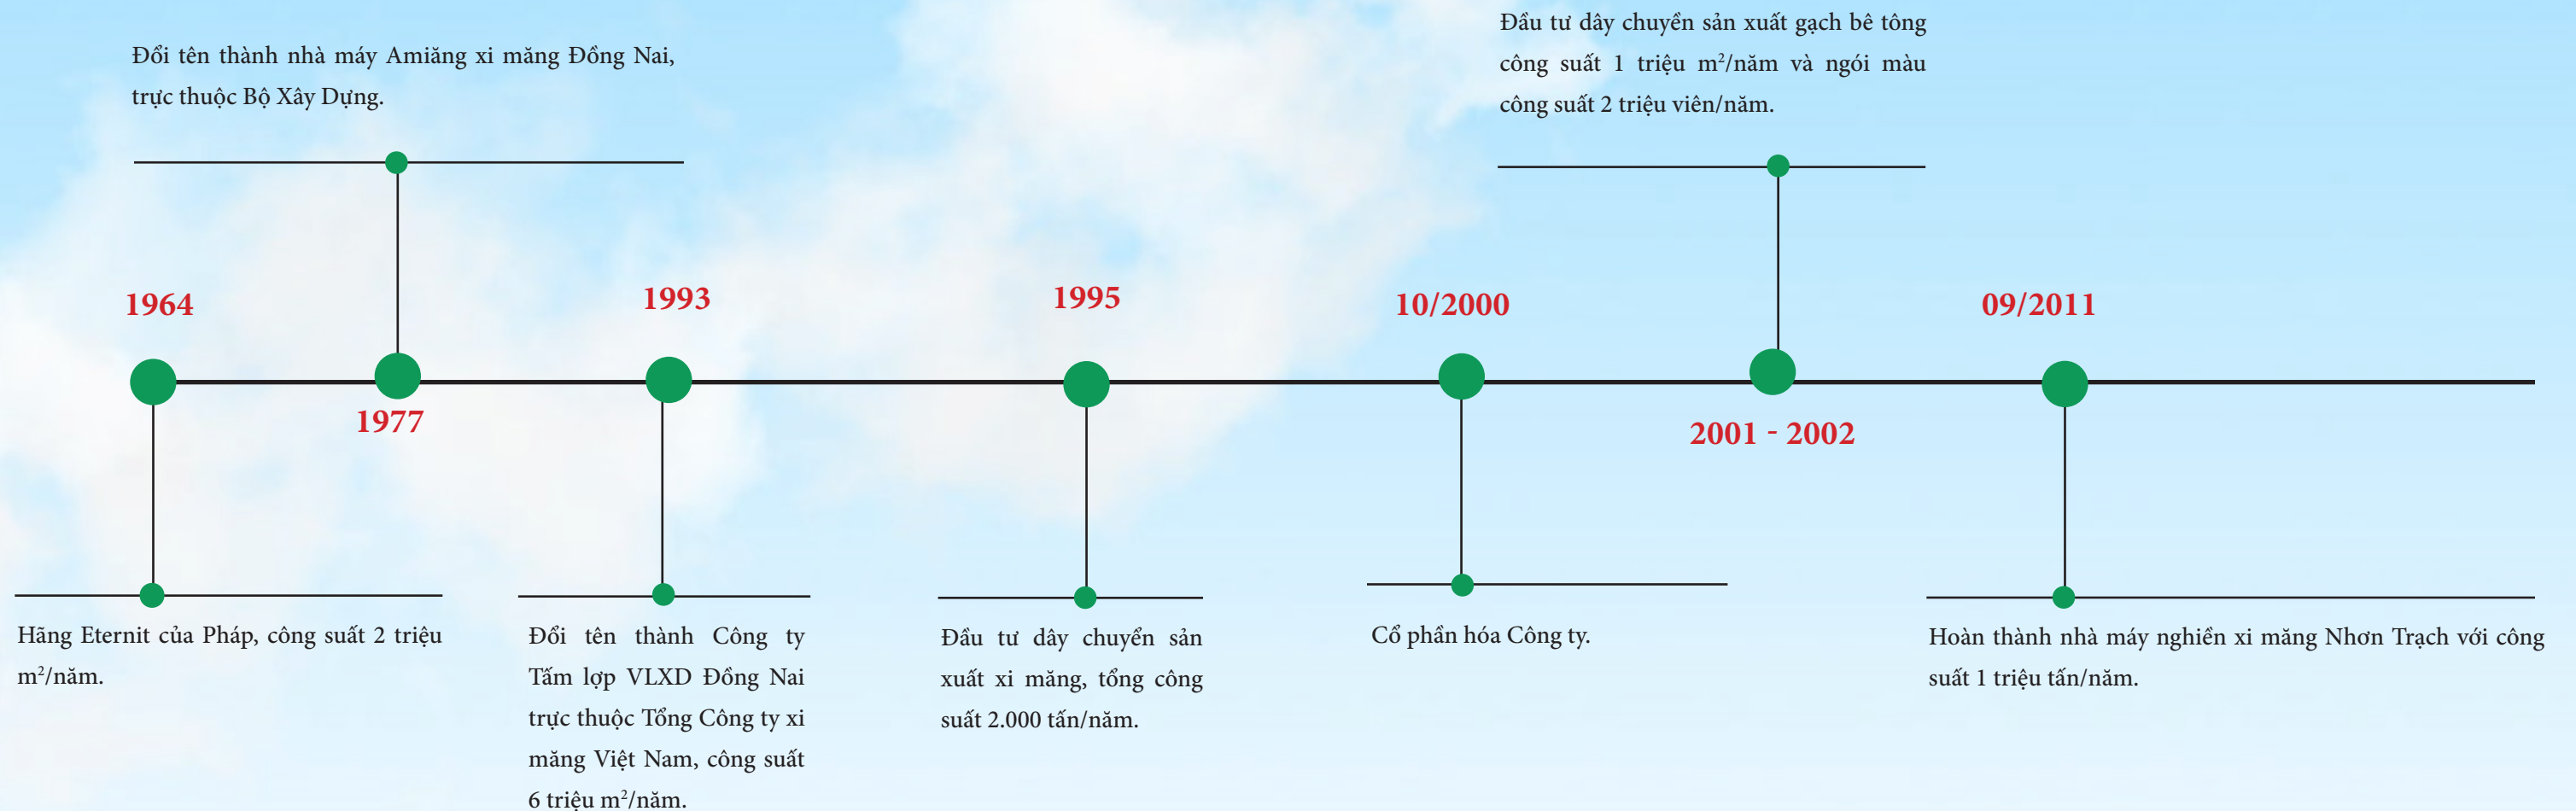 Đổi tên thành nhà máy Amiăng xi măng Đồng Nai,
trực thuộc Bộ Xây Dựng.
Đầu tư dây chuyền sản xuất gạch bê tông
công suất 1 triệu m²/năm và ngói màu
công suất 2 triệu viên/năm.
1964
1993
1995
10/2000
09/2011
1977
2001 - 2002
Hãng Eternit của Pháp, công suất 2 triệu
m²/năm.
Đổi tên thành Công ty
Tấm lợp VLXD Đồng Nai
trực thuộc Tổng Công ty xi
măng Việt Nam, công suất
6 triệu m²/năm.
Đầu tư dây chuyền sản
xuất xi măng, tổng công
suất 2.000 tấn/năm.
Cổ phần hóa Công ty.
Hoàn thành nhà máy nghiền xi măng Nhơn Trạch với công
suất 1 triệu tấn/năm.